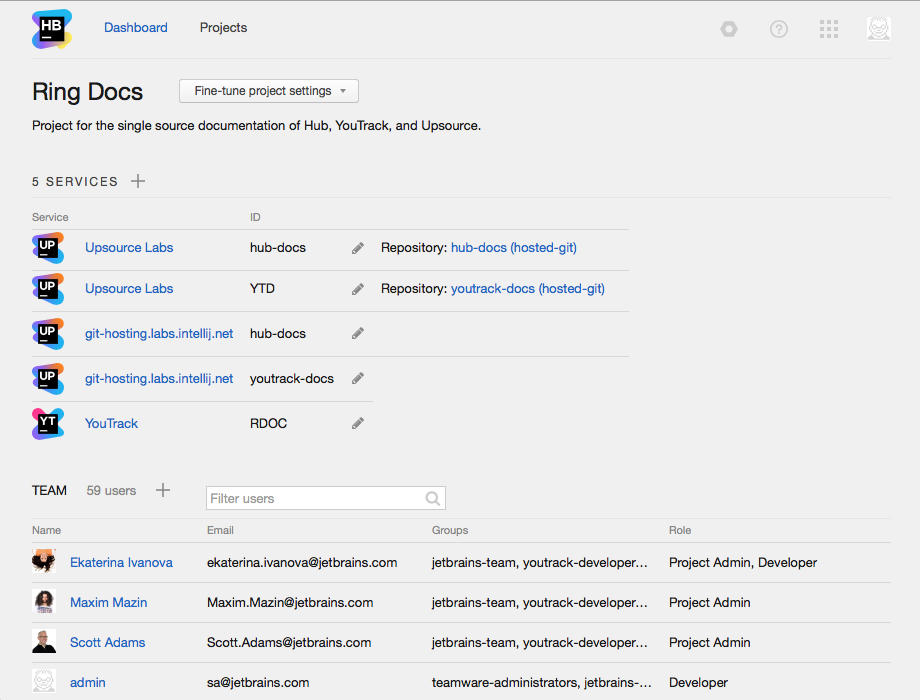 HB Dashboard Projects ?
Ring Docs Fine-tune project settings
Project for the single source documentation of Hub, YouTrack, and Upsource.
5 SERVICES
Service ID
UP Upsource Labs hub-docs Repository: hub-docs (hosted-git)
UP Upsource Labs YTD Repository: youtrack-docs (hosted-git)
UP git-hosting.labs.intellij.net hub-docs
UP git-hosting.labs.intellij.net youtrack-docs
YT YouTrack RDOC
TEAM 59 users Filter users
Name Email Groups Role
Ekaterina Ivanova ekaterina.ivanova@jetbrains.com jetbrains-team, youtrack-developer... Project Admin, Developer
Maxim Mazin Maxim.Mazin@jetbrains.com jetbrains-team, youtrack-developer... Project Admin
Scott Adams Scott.Adams@jetbrains.com jetbrains-team, youtrack-developer... Project Admin
admin sa@jetbrains.com teamware-administrators, jetbrains-... Developer